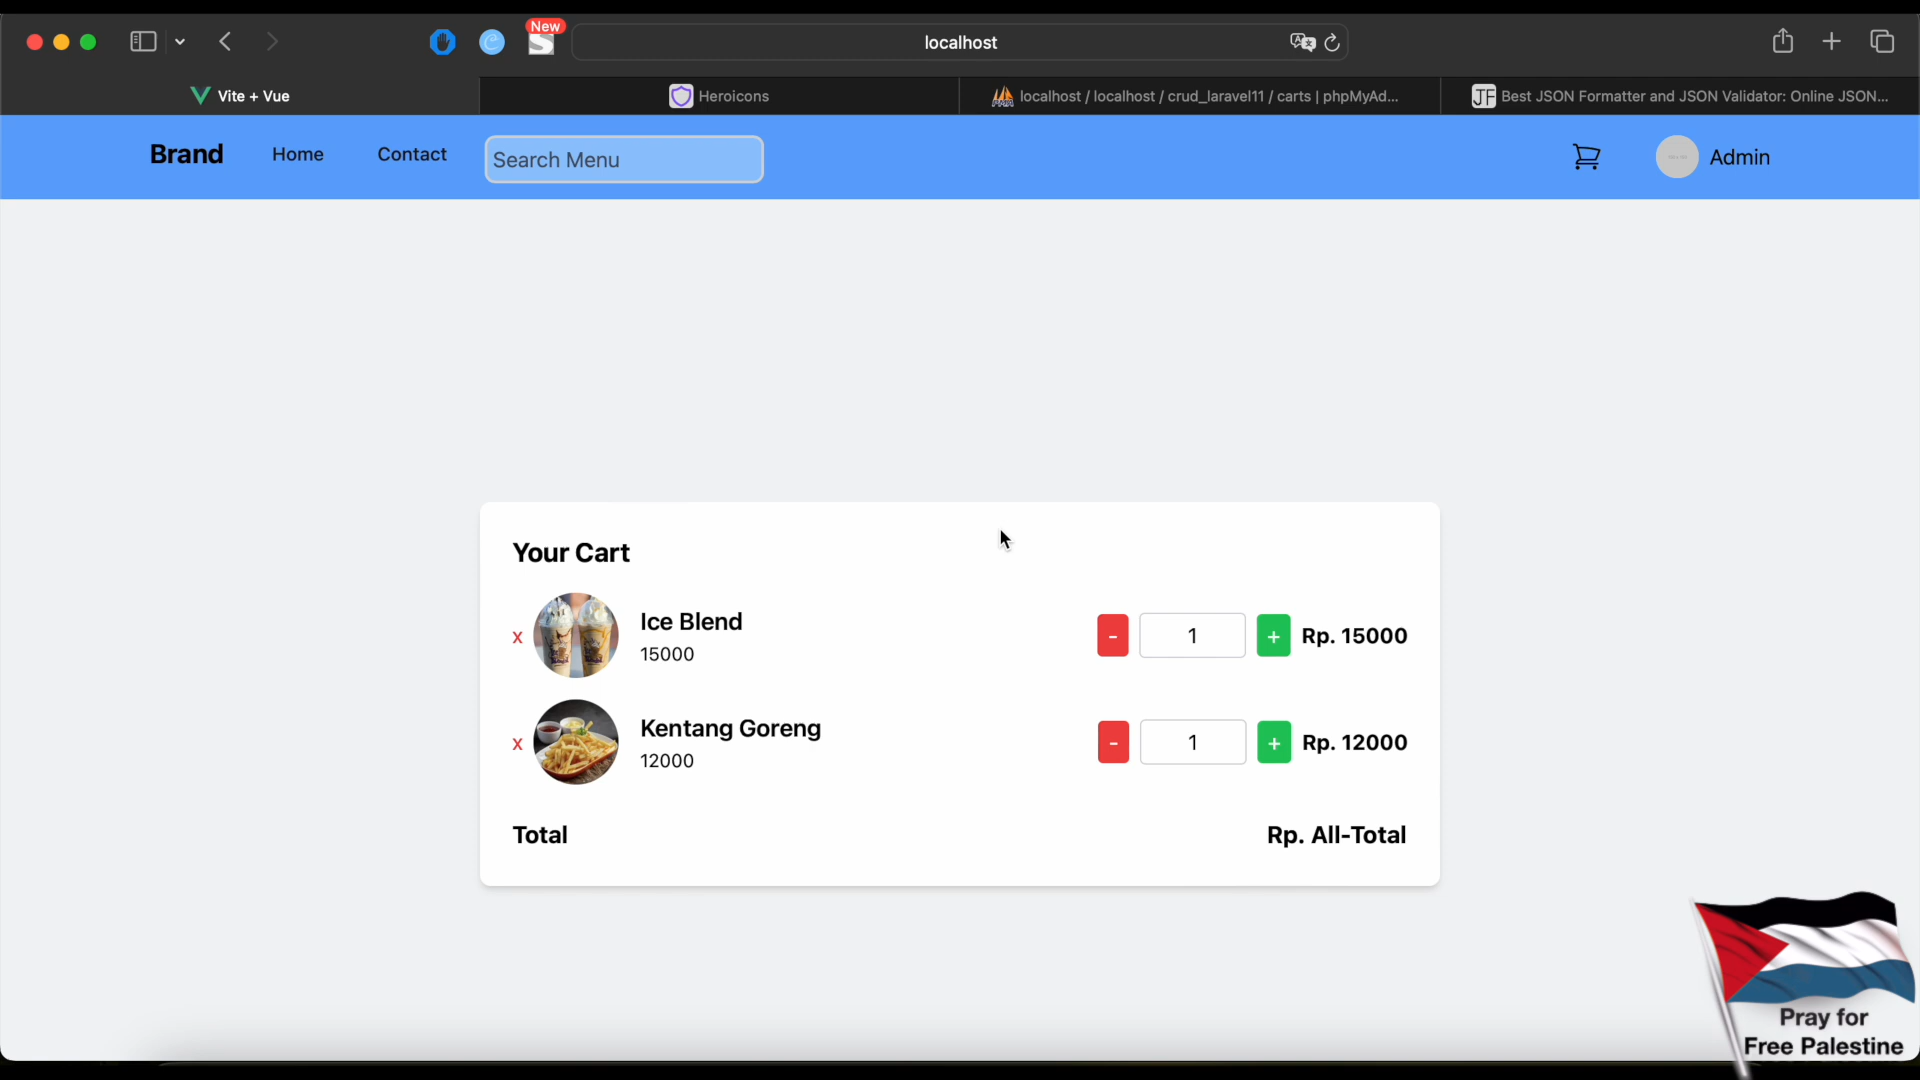 New
localhost
Vite + Vue
Heroicons
localhost / localhost / crud_laravel11 / carts | phpMyAd...
JF
Best JSON Formatter and JSON Validator: Online JSON...
Brand
Home
Contact
Search Menu
Admin
Your Cart
x
Ice Blend
15000
-
1
+
Rp. 15000
x
Kentang Goreng
12000
-
1
+
Rp. 12000
Total
Rp. All-Total
Pray for
Free Palestine